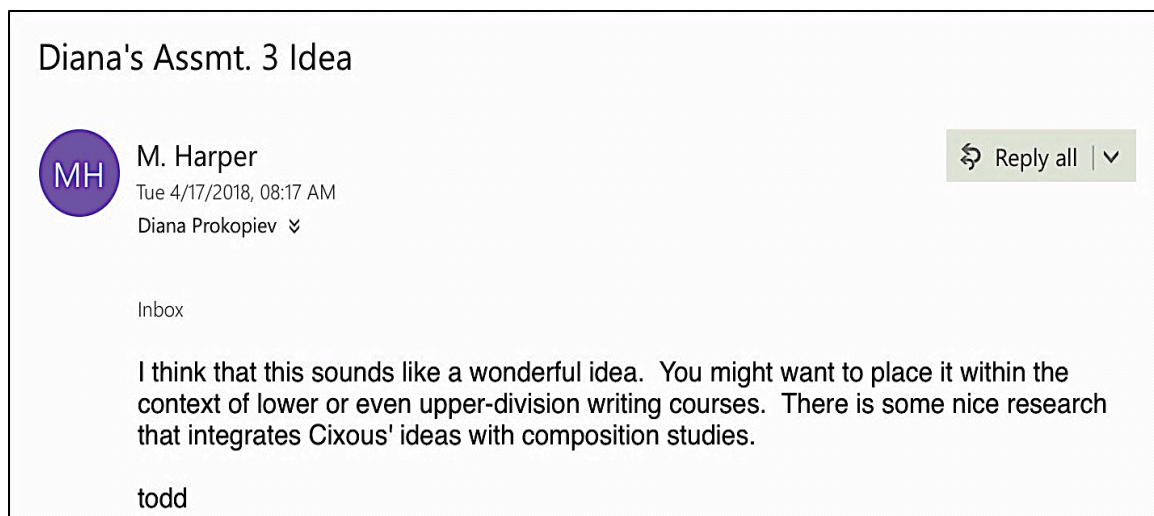 Diana's Assmt. 3 Idea
MH
M. Harper
Reply all
Tue 4/17/2018, 08:17 AM
Diana Prokopiev
Inbox
I think that this sounds like a wonderful idea.  You might want to place it within the
context of lower or even upper-division writing courses.  There is some nice research
that integrates Cixous' ideas with composition studies.
todd